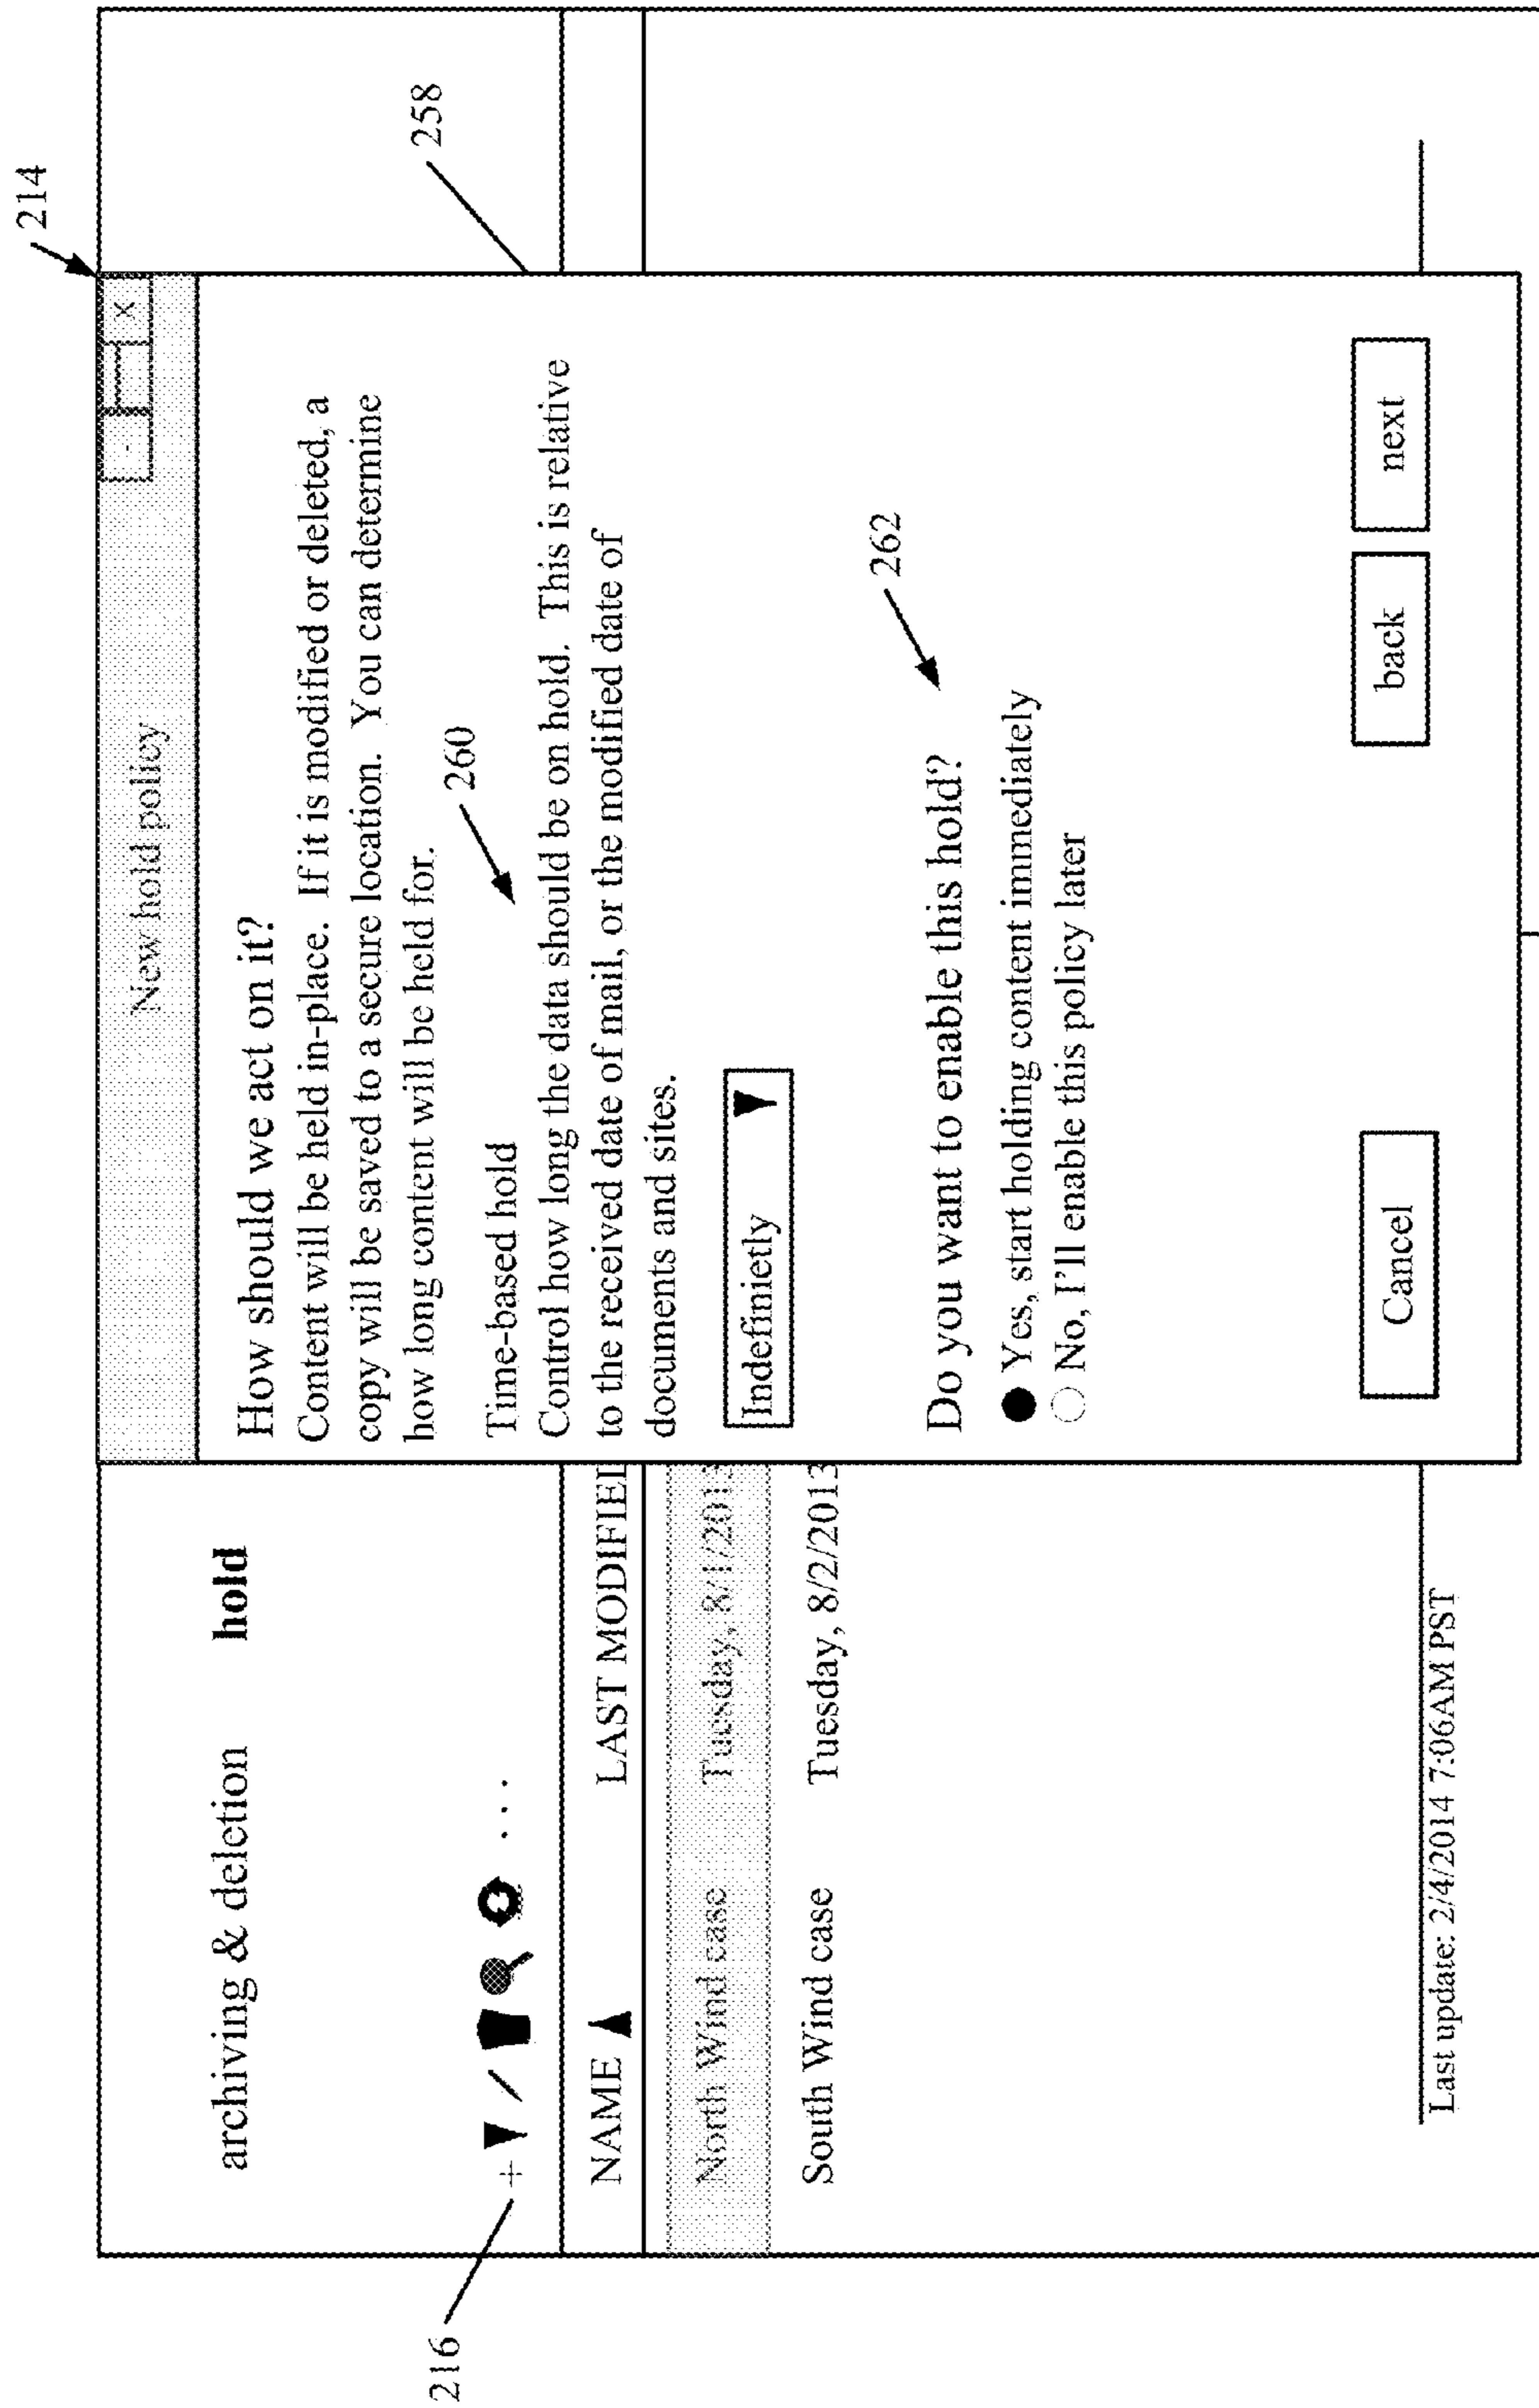 214
archiving & deletion hold
New hold policy
- x
216
+ ...
258
How should we act on it?
Content will be held in-place. If it is modified or deleted, a
copy will be saved to a secure location. You can determine
how long content will be held for.
260
Time-based hold
Control how long the data should be on hold. This is relative
to the received date of mail, or the modified date of
documents and sites.
Indefinietly
262
Do you want to enable this hold?
Yes, start holding content immediately
No, I'll enable this policy later
Cancel back next
NAME LAST MODIFIED
North Wind case Tuesday, 8/1/2013
South Wind case Tuesday, 8/2/2013
Last update: 2/4/2014 7:06AM PST